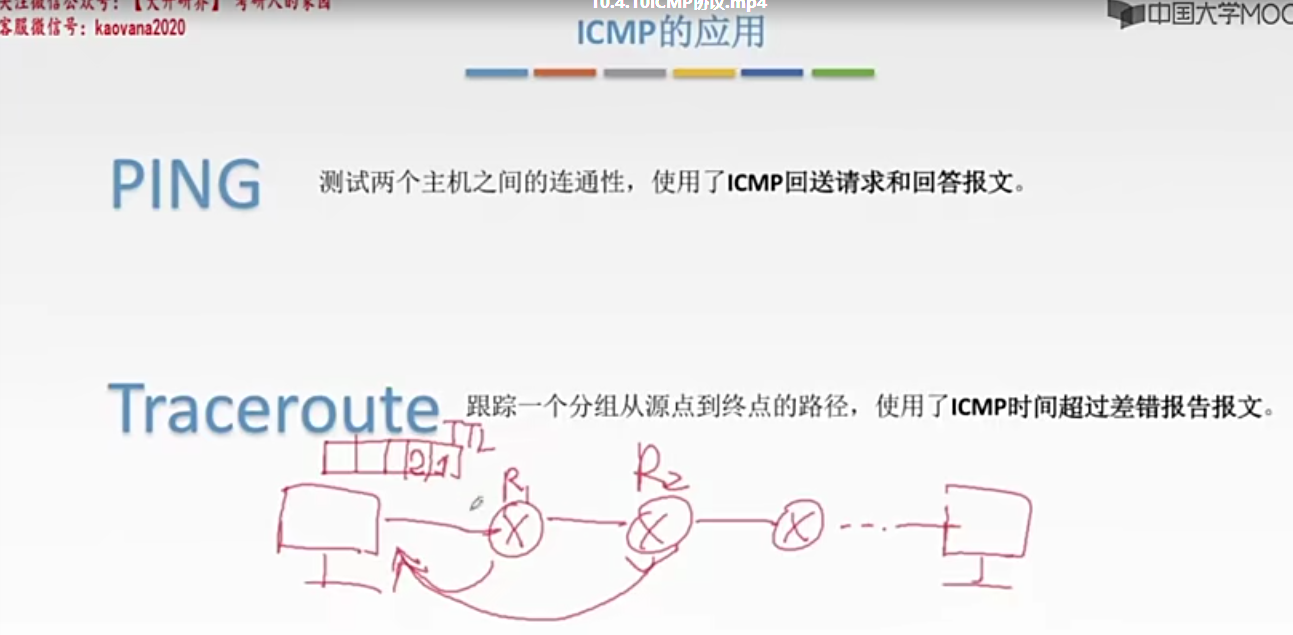 关注微信公众号：【大开研养】 考研人的家园
10.4.10ICMP协议.mp4
中国大学MOO
客服微信号：kaovana2020
ICMP的应用
PING
测试两个主机之间的连通性，使用了ICMP回送请求和回答报文。
Traceroute
跟踪一个分组从源点到终点的路径，使用了ICMP时间超过差错报告报文。
TTL
2 1
R1
R2